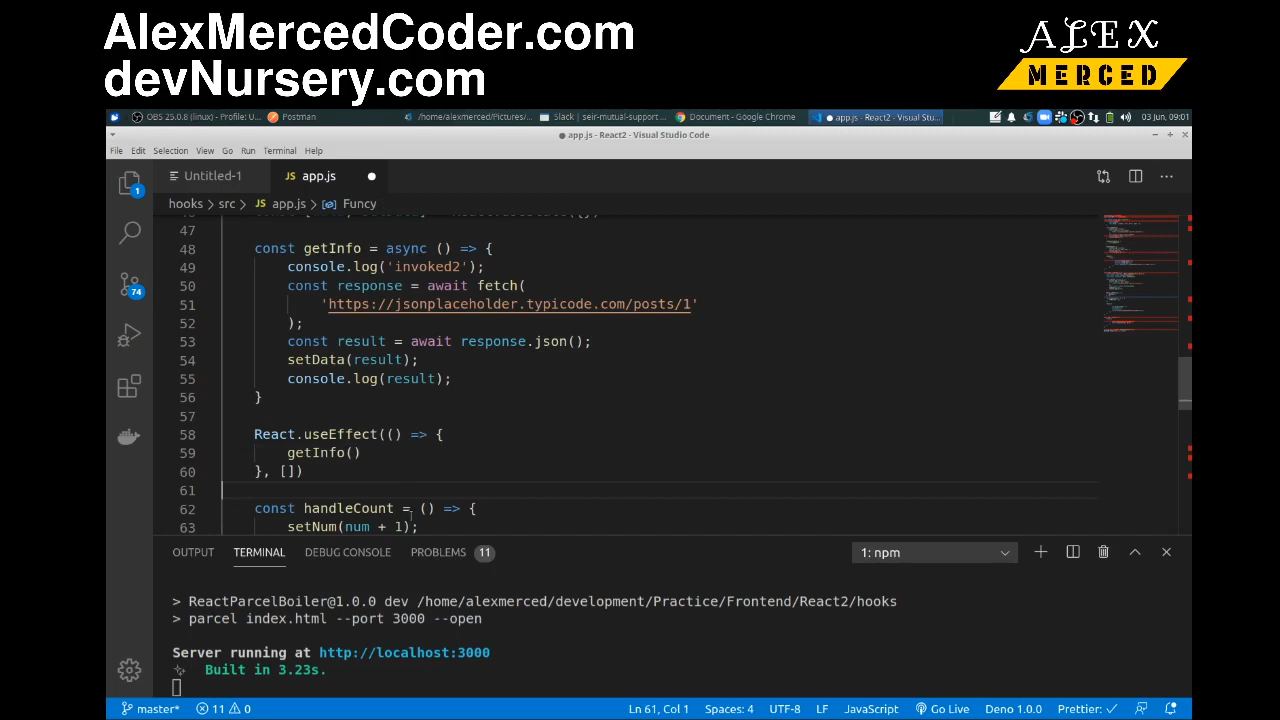 AlexMercedCoder.com
devNursery.com
ALEX
MERCED
OBS 25.0.8 (linux) - Profile: U...
Postman
/home/alexmerced/Pictures/...
Slack | seir-mutual-support ...
Document - Google Chrome
app.js - React2 - Visual Stu...
03 Jun, 09:01
app.js - React2 - Visual Studio Code
File Edit Selection View Go Run Terminal Help
Untitled-1
JS app.js
hooks > src > JS app.js > Funcy
47
48 const getInfo = async () => {
49 console.log('invoked2');
50 const response = await fetch(
51 'https://jsonplaceholder.typicode.com/posts/1'
52 );
53 const result = await response.json();
54 setData(result);
55 console.log(result);
56 }
57
58 React.useEffect(() => {
59 getInfo()
60 }, [])
61
62 const handleCount = () => {
63 setNum(num + 1);
1
74
OUTPUT TERMINAL DEBUG CONSOLE PROBLEMS 11
1: npm
> ReactParcelBoiler@1.0.0 dev /home/alexmerced/development/Practice/Frontend/React2/hooks
> parcel index.html --port 3000 --open
Server running at http://localhost:3000
Built in 3.23s.
master* 11 0 Ln 61, Col 1 Spaces: 4 UTF-8 LF JavaScript Go Live Deno 1.0.0 Prettier: ✓